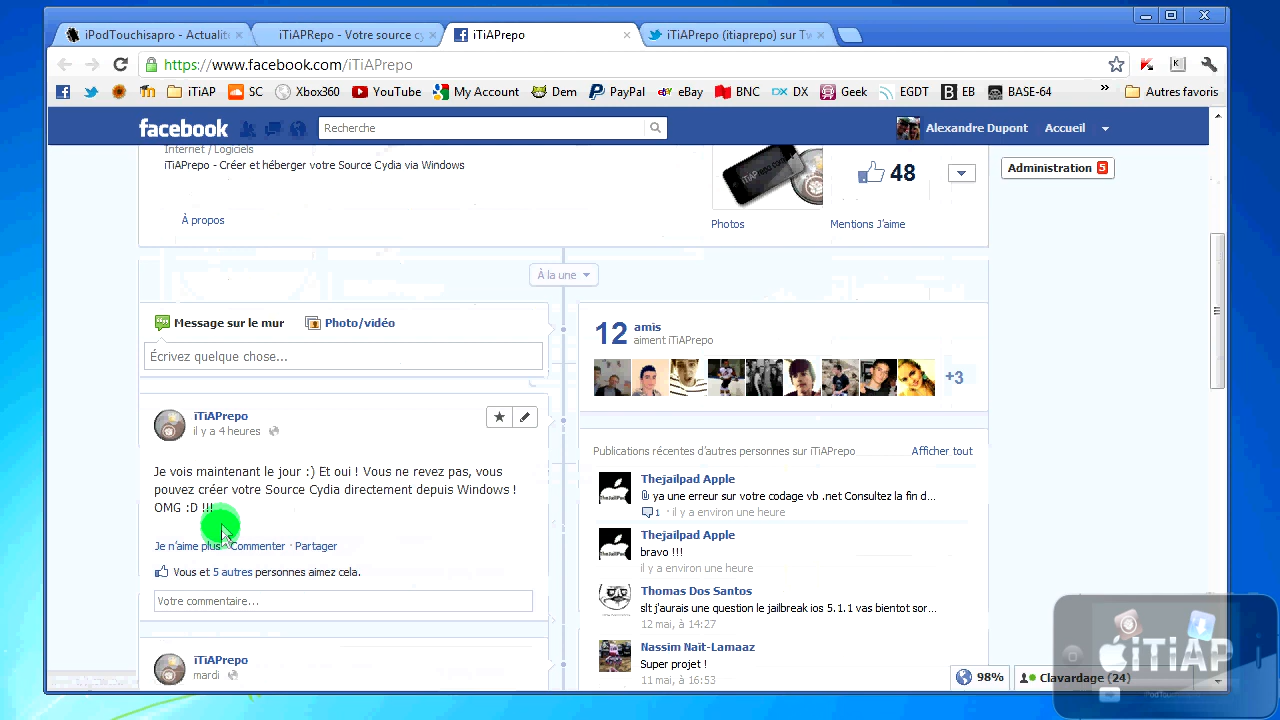 iPodTouchisapro - Actualit
iTiAPRepo - Votre source cy
iTiAPrepo
iTiAPrepo (itiaprepo) sur Tw
https://www.facebook.com/iTiAPrepo
iTiAP
SC
Xbox360
YouTube
My Account
Dem
PayPal
eBay
BNC
DX
Geek
EGDT
EB
BASE-64
»
Autres favoris
facebook
Recherche
Alexandre Dupont
Accueil
Internet / Logiciels
iTiAPrepo - Créer et héberger votre Source Cydia via Windows
À propos
Photos
48
Mentions J’aime
Administration 5
À la une
Message sur le mur
Photo/vidéo
Écrivez quelque chose...
iTiAPrepo
il y a 4 heures
Je vois maintenant le jour :) Et oui ! Vous ne revez pas, vous
pouvez créer votre Source Cydia directement depuis Windows !
OMG :D !!!
Je n’aime plus · Commenter · Partager
Vous et 5 autres personnes aimez cela.
Votre commentaire...
iTiAPrepo
mardi
12 amis
aiment iTiAPrepo
+3
Publications récentes d’autres personnes sur iTiAPrepo
Afficher tout
Thejailpad Apple
ya une erreur sur votre codage vb .net Consultez la fin d...
1 · il y a environ une heure
Thejailpad Apple
bravo !!!
il y a environ une heure
Thomas Dos Santos
slt j'aurais une question le jailbreak ios 5.1.1 vas bientot sor...
12 mai, à 14:27
Nassim Nait-Lamaaz
Super projet !
11 mai, à 16:53
98%
Clavardage (24)
iTiAP